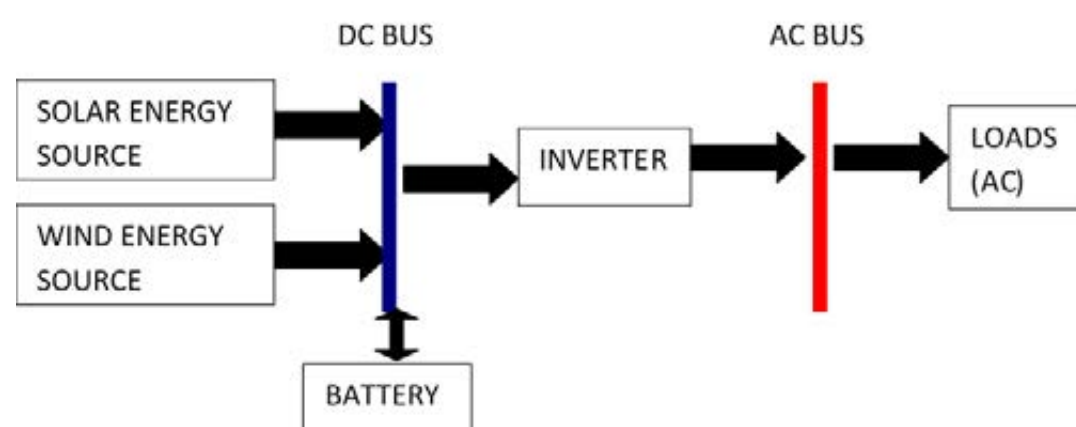 DC BUS
AC BUS
SOLAR ENERGY
SOURCE
WIND ENERGY
SOURCE
INVERTER
LOADS
(AC)
BATTERY